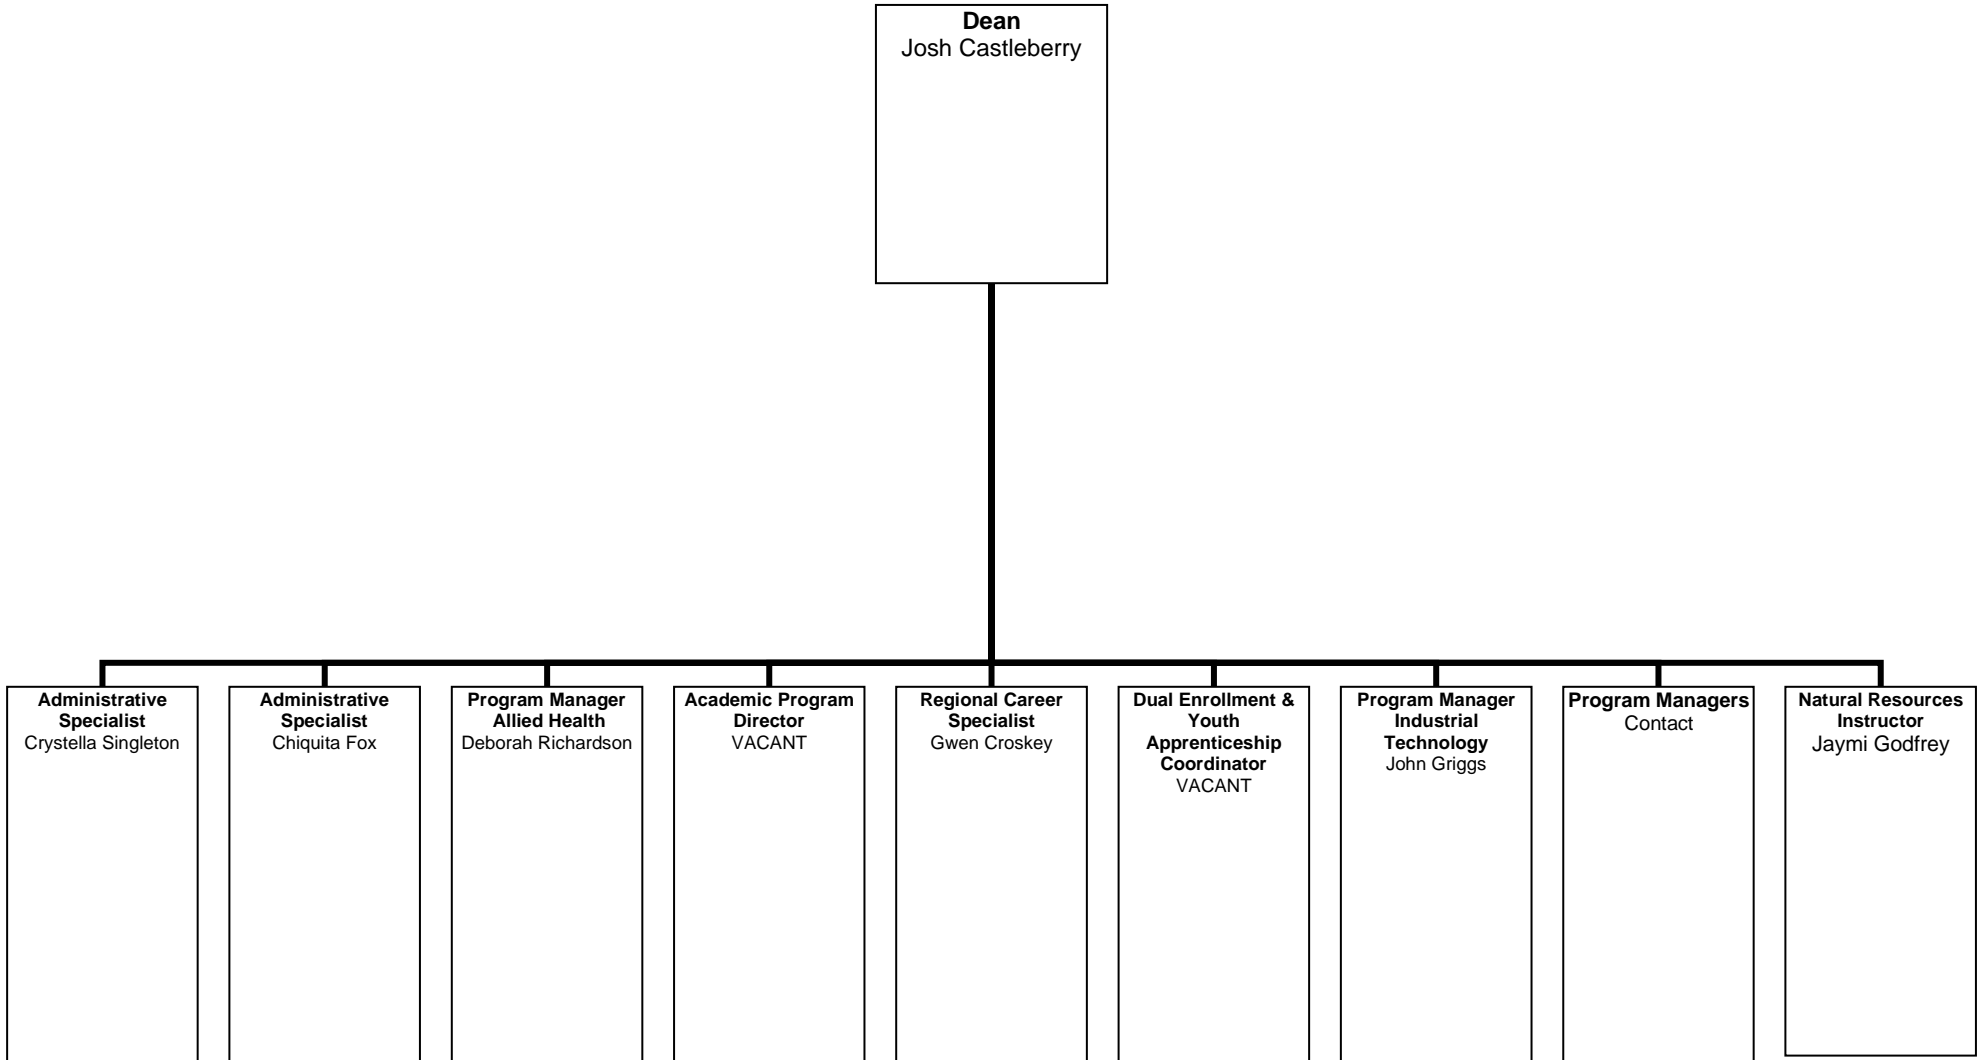 Dean
Josh Castleberry
Administrative
Specialist
Crystella Singleton
Administrative
Specialist
Chiquita Fox
Program Manager
Allied Health
Deborah Richardson
Academic Program
Director
VACANT
Regional Career
Specialist
Gwen Croskey
Dual Enrollment &
Youth
Apprenticeship
Coordinator
VACANT
Program Manager
Industrial
Technology
John Griggs
Program Managers
Contact
Natural Resources
Instructor
Jaymi Godfrey